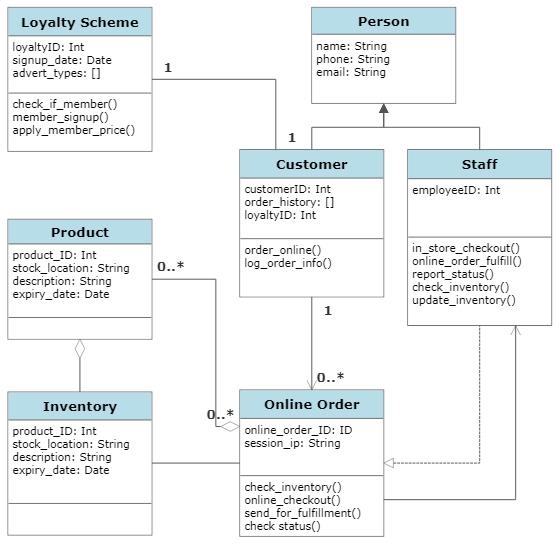 Loyalty Scheme
loyaltyID: Int
signup_date: Date
advert_types: []
check_if_member()
member_signup()
apply_member_price()
1
1
Person
name: String
phone: String
email: String
Customer
customerID: Int
order_history: []
loyaltyID: Int
order_online()
log_order_info()
Staff
employeeID: Int
in_store_checkout()
online_order_fulfill()
report_status()
check_inventory()
update_inventory()
Product
product_ID: Int
stock_location: String
description: String
expiry_date: Date
0..*
0..*
1
0..*
Inventory
product_ID: Int
stock_location: String
description: String
expiry_date: Date
Online Order
online_order_ID: ID
session_ip: String
check_inventory()
online_checkout()
send_for_fulfillment()
check status()